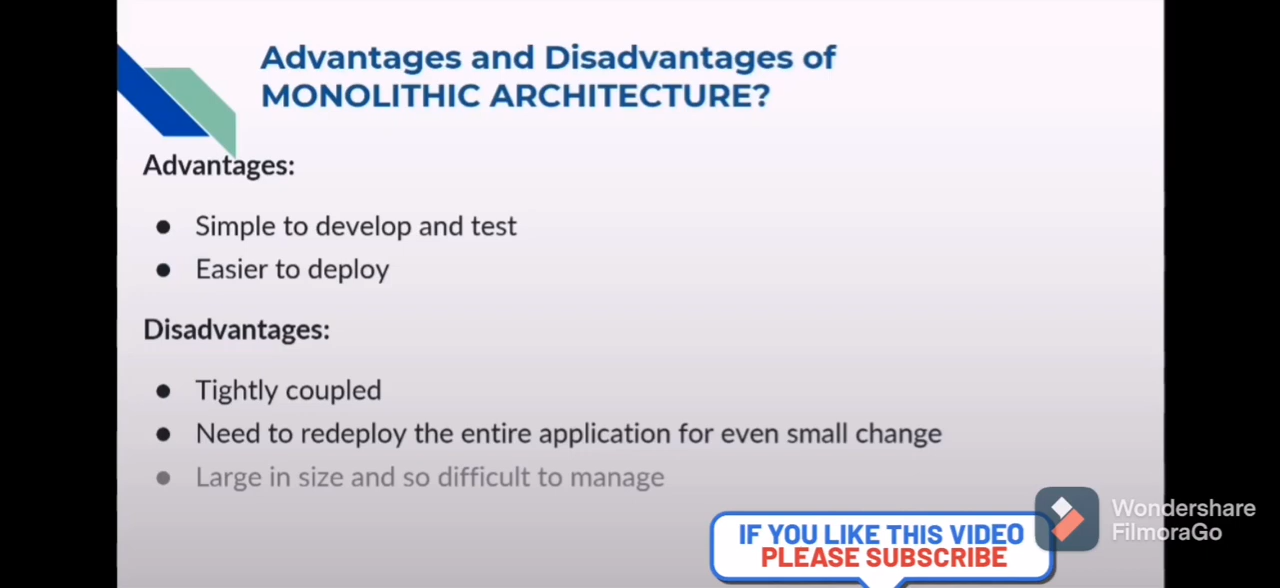 Advantages and Disadvantages of
MONOLITHIC ARCHITECTURE?
Advantages:
● Simple to develop and test
● Easier to deploy
Disadvantages:
● Tightly coupled
● Need to redeploy the entire application for even small change
● Large in size and so difficult to manage
Wondershare
FilmoraGo
IF YOU LIKE THIS VIDEO
PLEASE SUBSCRIBE